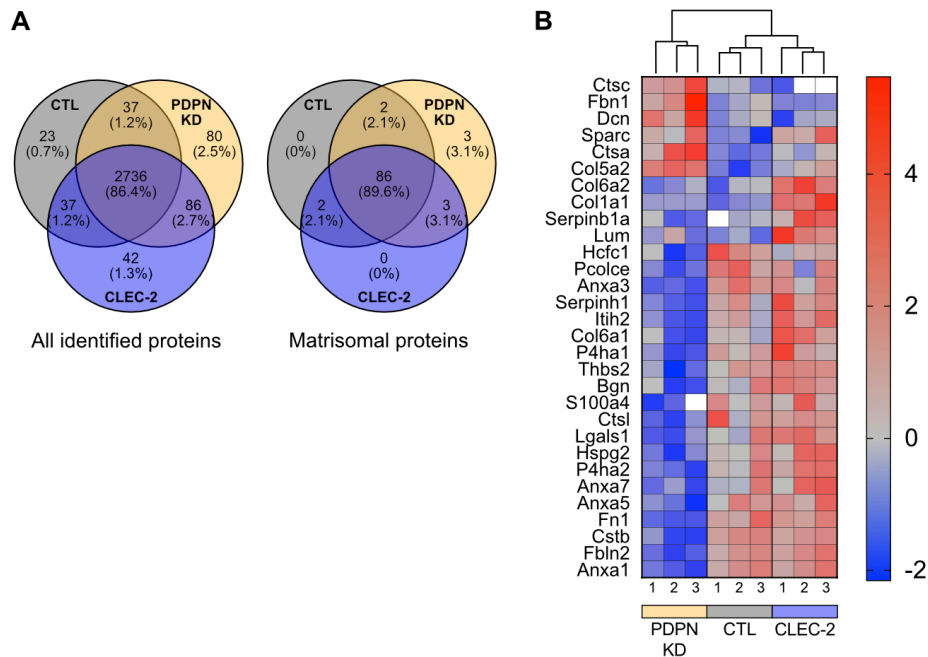 A
CTL
PDPN
KD
37
(1.2%)
23
(0.7%)
80
(2.5%)
2736
(86.4%)
37
(1.2%)
86
(2.7%)
42
(1.3%)
CLEC-2
All identified proteins
CTL
PDPN
KD
2
(2.1%)
0
(0%)
3
(3.1%)
86
(89.6%)
2
(2.1%)
3
(3.1%)
0
(0%)
CLEC-2
Matrisomal proteins
B
Ctsc
Fbn1
Dcn
Sparc
Ctsa
Col5a2
Col6a2
Col1a1
Serpinb1a
Lum
Hcfc1
Pcolce
Anxa3
Serpinh1
Itih2
Col6a1
P4ha1
Thbs2
Bgn
S100a4
Ctsl
Lgals1
Hspg2
P4ha2
Anxa7
Anxa5
Fn1
Cstb
Fbln2
Anxa1
1 2 3 1 2 3 1 2 3
PDPN
KD
CTL
CLEC-2
4
2
0
-2